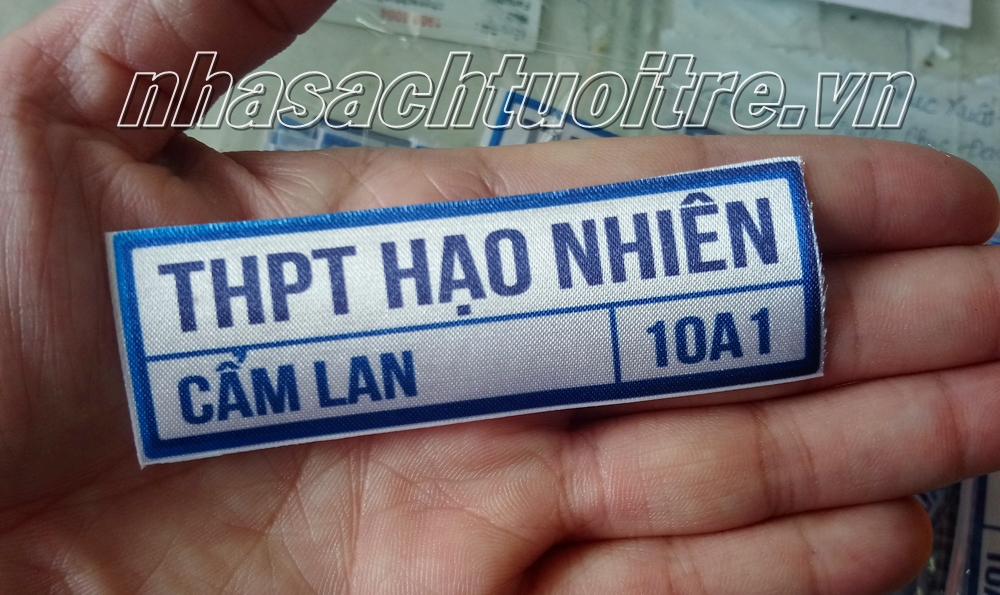 nhasachtuoitre.vn
THPT HẠO NHIÊN
CẨM LAN
10A1